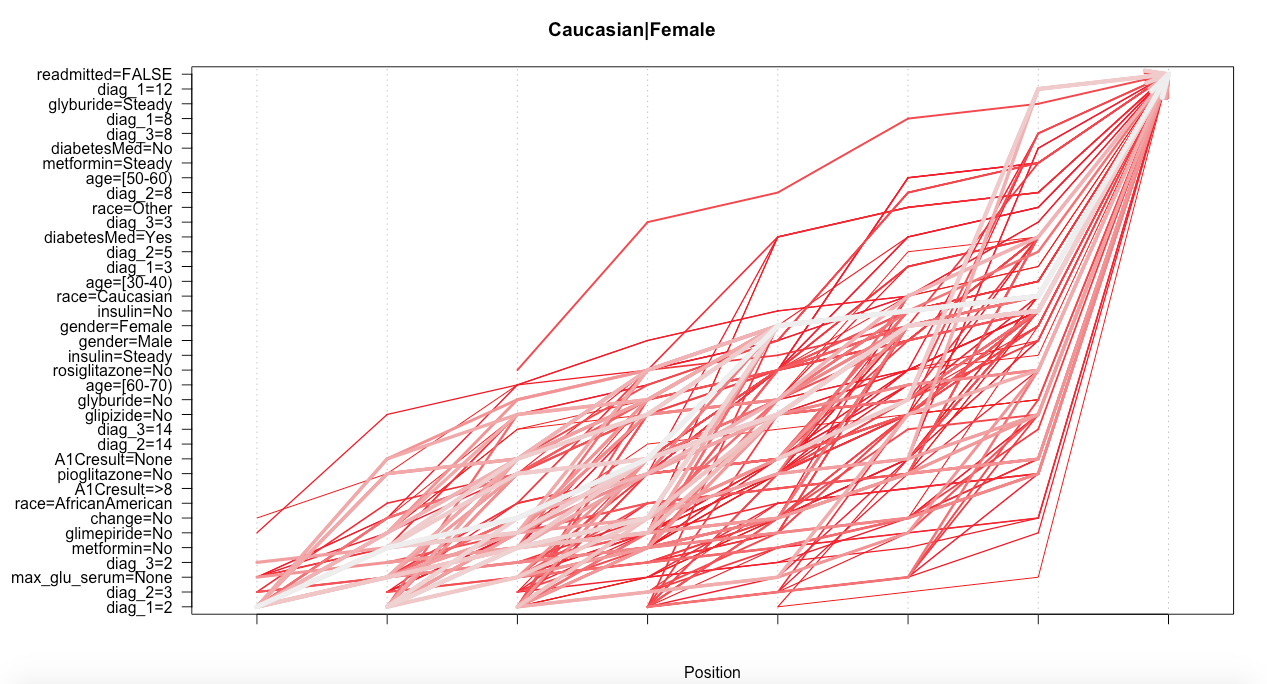 Caucasian|Female
readmitted=FALSE
diag_1=12
glyburide=Steady
diag_1=8
diag_3=8
diabetesMed=No
metformin=Steady
age=[50-60)
diag_2=8
race=Other
diag_3=3
diabetesMed=Yes
diag_2=5
diag_1=3
age=[30-40)
race=Caucasian
insulin=No
gender=Female
gender=Male
insulin=Steady
rosiglitazone=No
age=[60-70)
glyburide=No
glipizide=No
diag_3=14
diag_2=14
A1Cresult=None
pioglitazone=No
A1Cresult=>8
race=AfricanAmerican
change=No
glimepiride=No
metformin=No
diag_3=2
max_glu_serum=None
diag_2=3
diag_1=2
Position